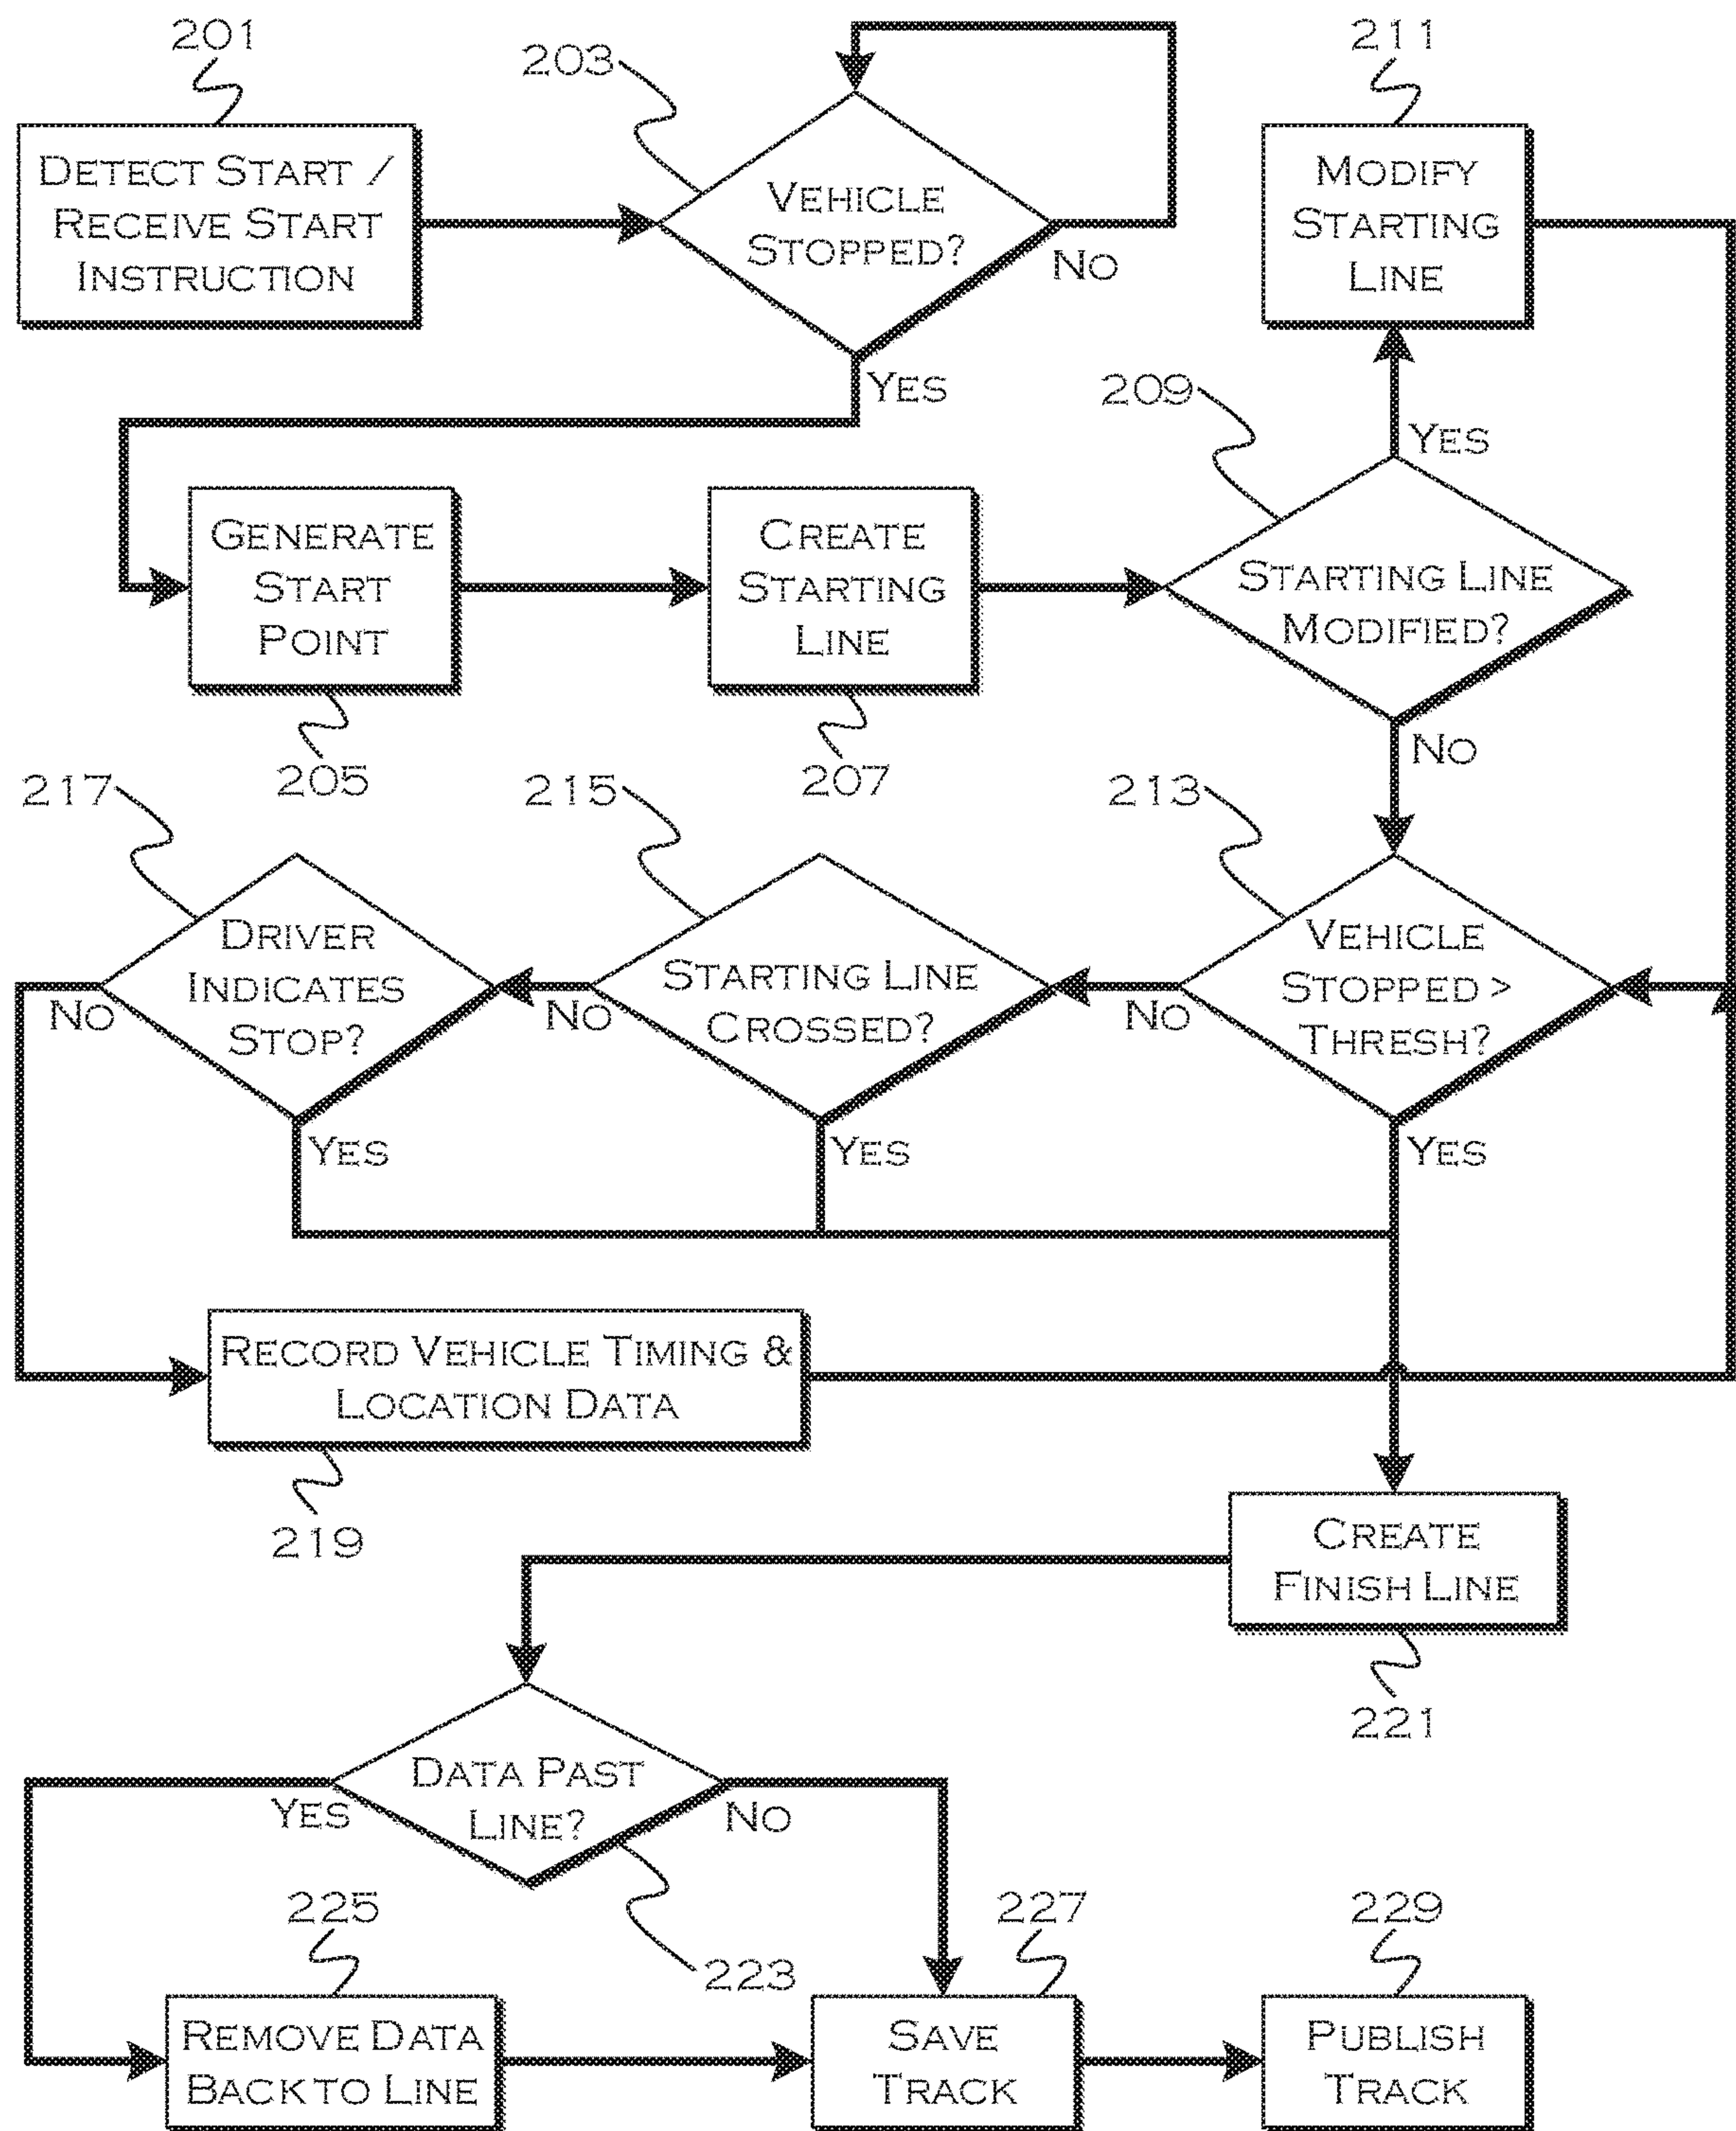 201
203
211
DETECT START /
RECEIVE START
INSTRUCTION
VEHICLE
STOPPED?
NO
YES
MODIFY
STARTING
LINE
209
YES
GENERATE
START
POINT
CREATE
STARTING
LINE
STARTING LINE
MODIFIED?
NO
205
207
217
215
213
DRIVER
INDICATES
STOP?
NO
YES
STARTING LINE
CROSSED?
NO
YES
VEHICLE
STOPPED >
THRESH?
NO
YES
RECORD VEHICLE TIMING &
LOCATION DATA
219
CREATE
FINISH LINE
221
DATA PAST
LINE?
YES
NO
223
225
227
229
REMOVE DATA
BACK TO LINE
SAVE
TRACK
PUBLISH
TRACK